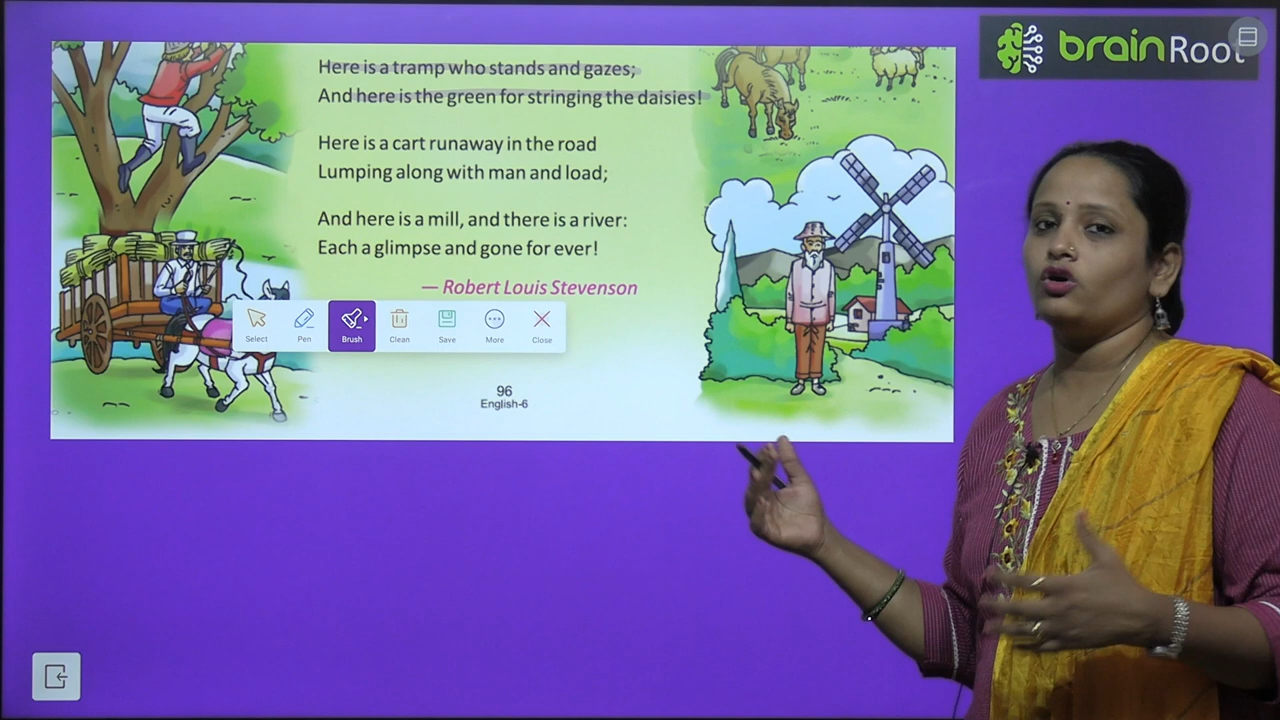 brainRoot
Here is a tramp who stands and gazes;
And here is the green for stringing the daisies!
Here is a cart runaway in the road
Lumping along with man and load;
And here is a mill, and there is a river:
Each a glimpse and gone for ever!
— Robert Louis Stevenson
Select Pen Brush Clean Save More Close
96
English-6